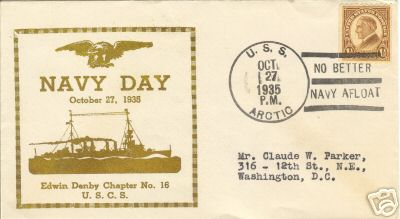 NAVY DAY
October 27, 1935
Edwin Denby Chapter No. 16
U. S. C. S.
U. S. S.
OCT
27
1935
P.M.
ARCTIC
NO BETTER
NAVY AFLOAT
Mr. Claude W. Parker,
316 - 12th St., N.E.,
Washington, D.C.